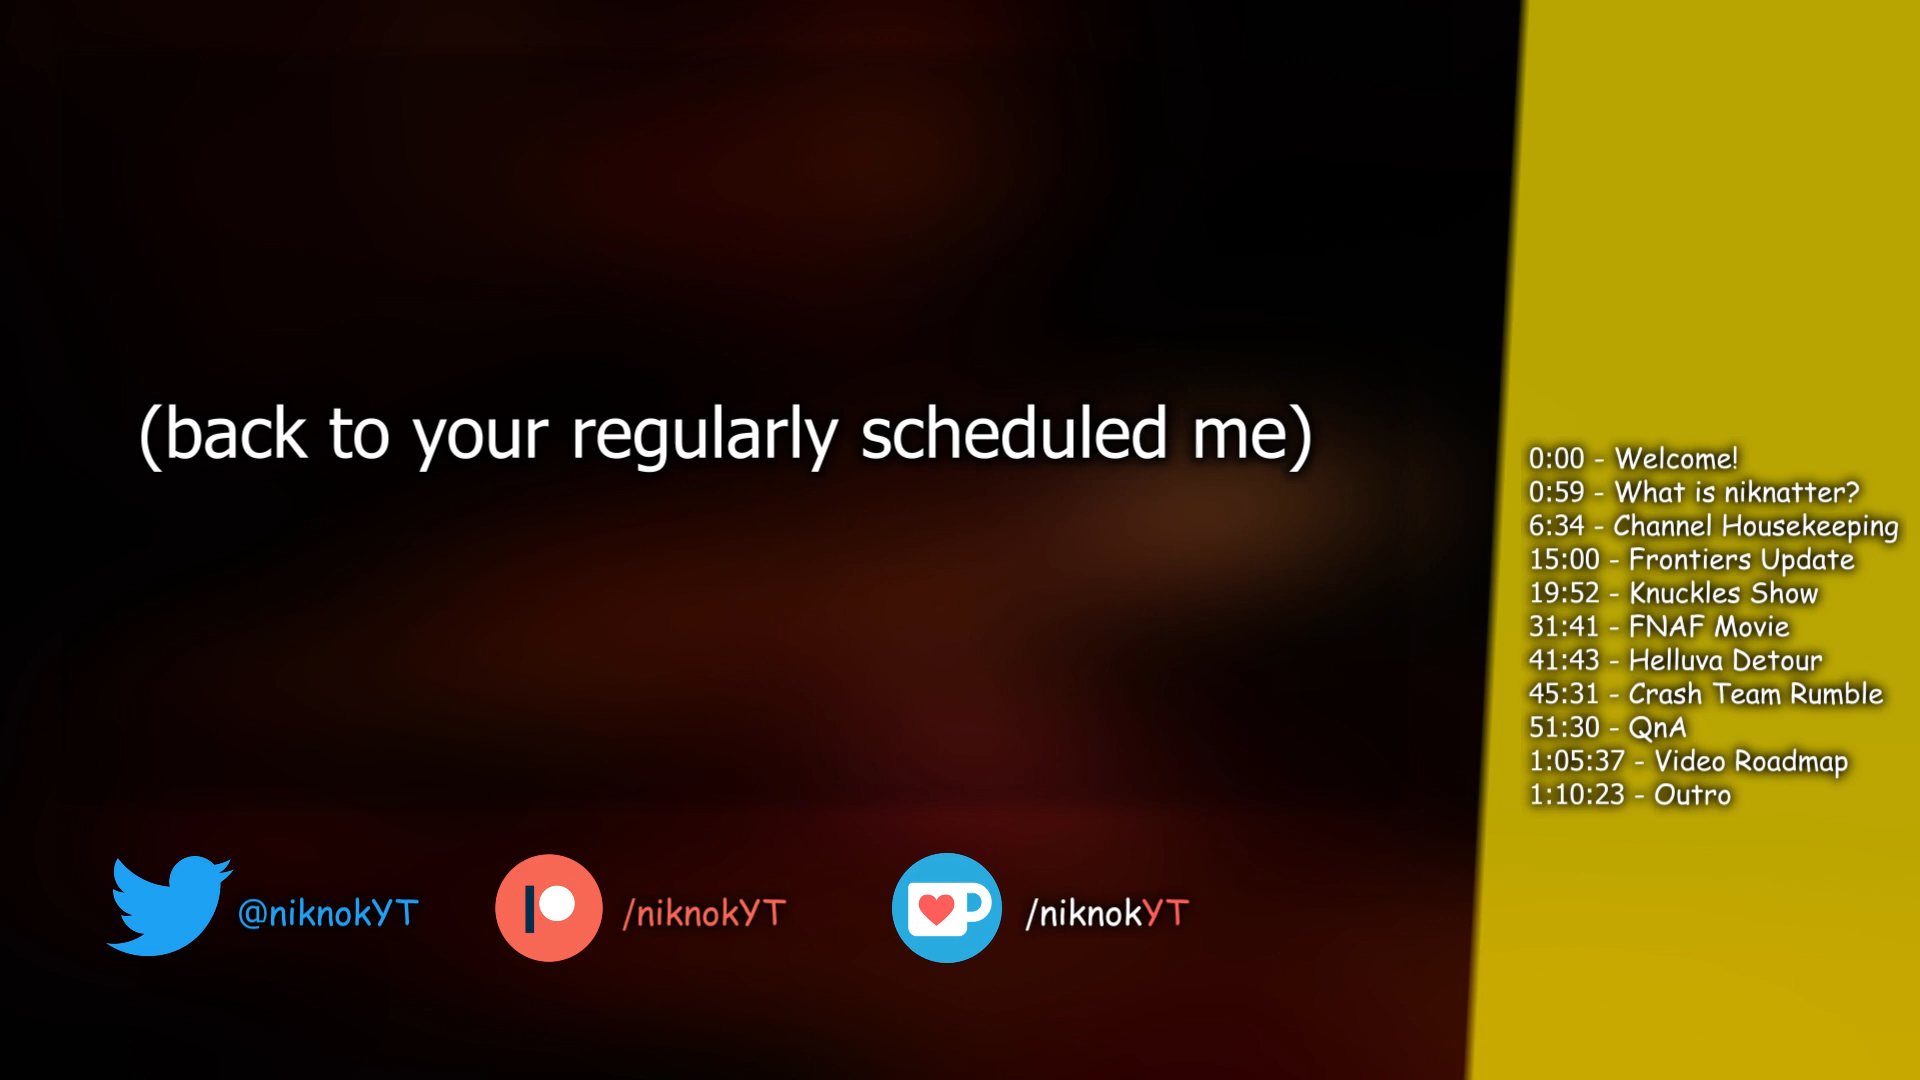 (back to your regularly scheduled me)
0:00 - Welcome!
0:59 - What is niknatter?
6:34 - Channel Housekeeping
15:00 - Frontiers Update
19:52 - Knuckles Show
31:41 - FNAF Movie
41:43 - Helluva Detour
45:31 - Crash Team Rumble
51:30 - QnA
1:05:37 - Video Roadmap
1:10:23 - Outro
@niknokYT
/niknokYT
/niknokYT